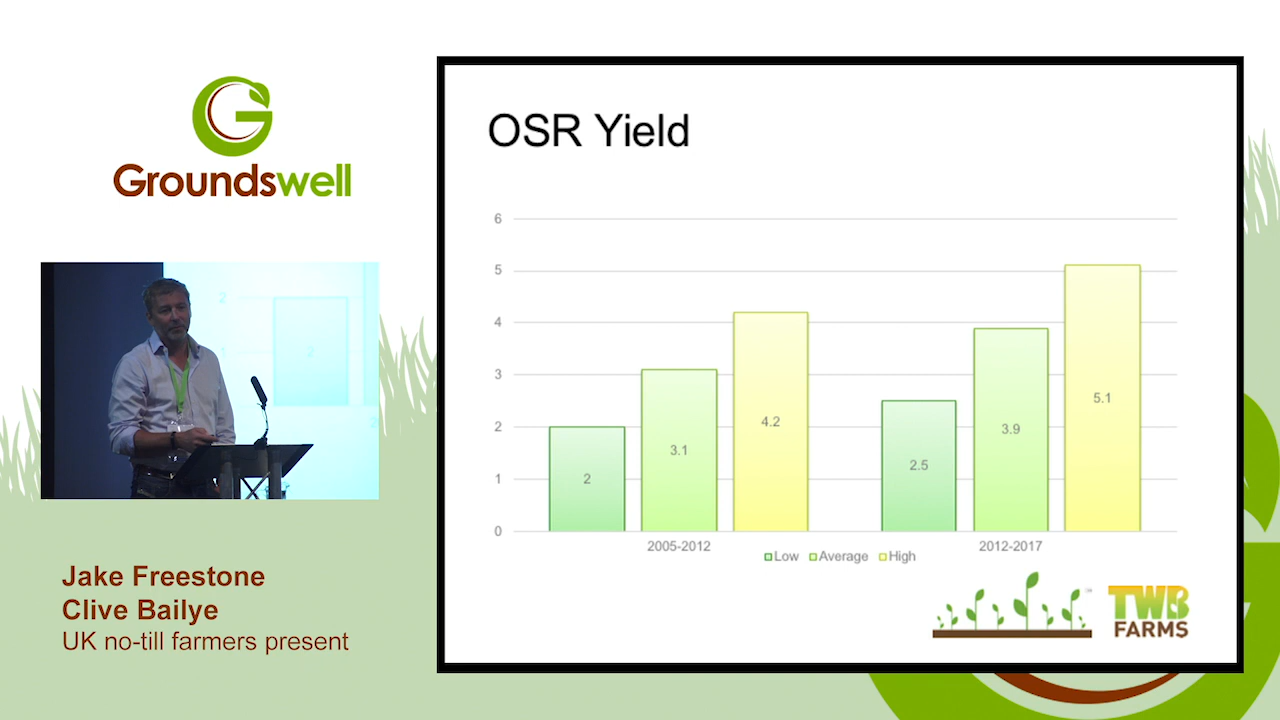 Groundswell
OSR Yield
6
5
4
3
2
1
0
2
3.1
4.2
2.5
3.9
5.1
2005-2012
2012-2017
Low Average High
TWB
FARMS
2
Jake Freestone
Clive Bailye
UK no-till farmers present